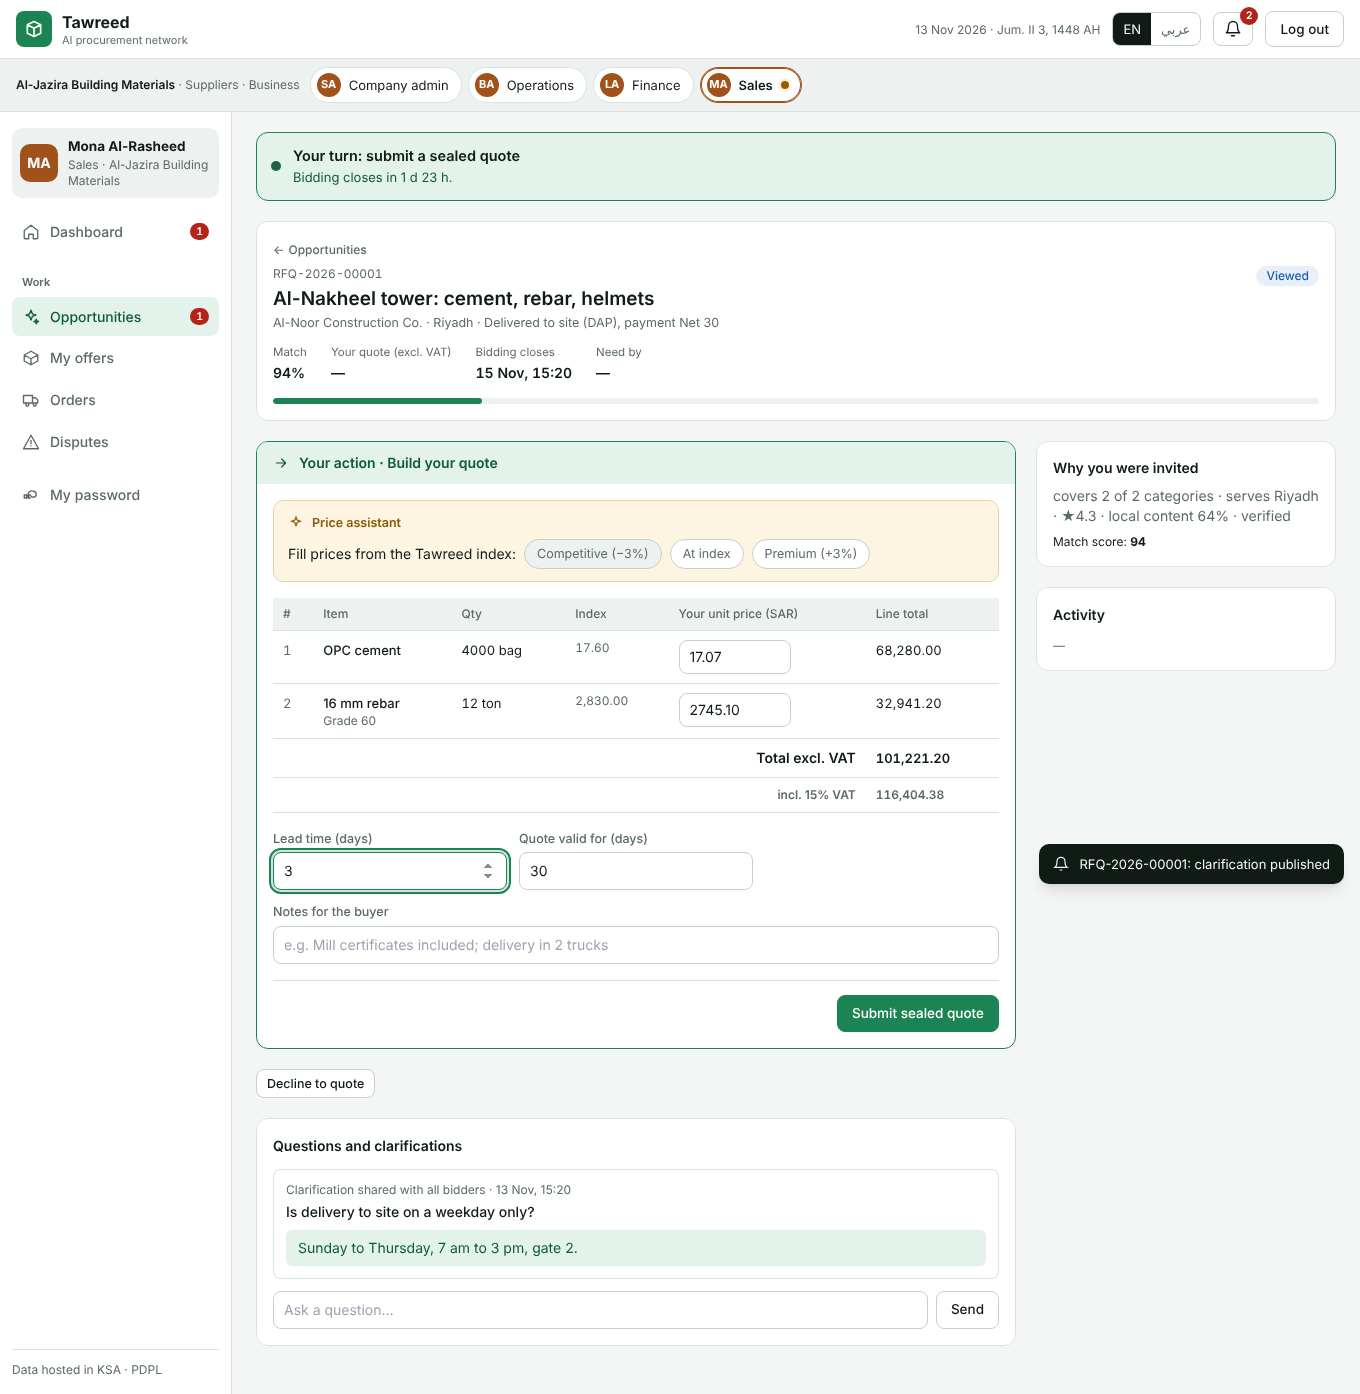 Tawreed
AI procurement network
13 Nov 2026 · Jum. II 3, 1448 AH
EN
عربي
2
Log out
Al-Jazira Building Materials · Suppliers · Business
SA Company admin
BA Operations
LA Finance
MA Sales
MA
Mona Al-Rasheed
Sales · Al-Jazira Building
Materials
Dashboard 1
Work
Opportunities 1
My offers
Orders
Disputes
My password
Data hosted in KSA · PDPL
Your turn: submit a sealed quote
Bidding closes in 1 d 23 h.
← Opportunities
RFQ-2026-00001
Viewed
Al-Nakheel tower: cement, rebar, helmets
Al-Noor Construction Co. · Riyadh · Delivered to site (DAP), payment Net 30
Match Your quote (excl. VAT) Bidding closes Need by
94% — 15 Nov, 15:20 —
→ Your action · Build your quote
Price assistant
Fill prices from the Tawreed index: Competitive (−3%) At index Premium (+3%)
# Item Qty Index Your unit price (SAR) Line total
1 OPC cement 4000 bag 17.60 17.07 68,280.00
2 16 mm rebar 12 ton 2,830.00 2745.10 32,941.20
Grade 60
Total excl. VAT 101,221.20
incl. 15% VAT 116,404.38
Lead time (days) Quote valid for (days)
3 30
Notes for the buyer
e.g. Mill certificates included; delivery in 2 trucks
Submit sealed quote
Decline to quote
Questions and clarifications
Clarification shared with all bidders · 13 Nov, 15:20
Is delivery to site on a weekday only?
Sunday to Thursday, 7 am to 3 pm, gate 2.
Ask a question...
Send
Why you were invited
covers 2 of 2 categories · serves Riyadh
· ★4.3 · local content 64% · verified
Match score: 94
Activity
—
RFQ-2026-00001: clarification published